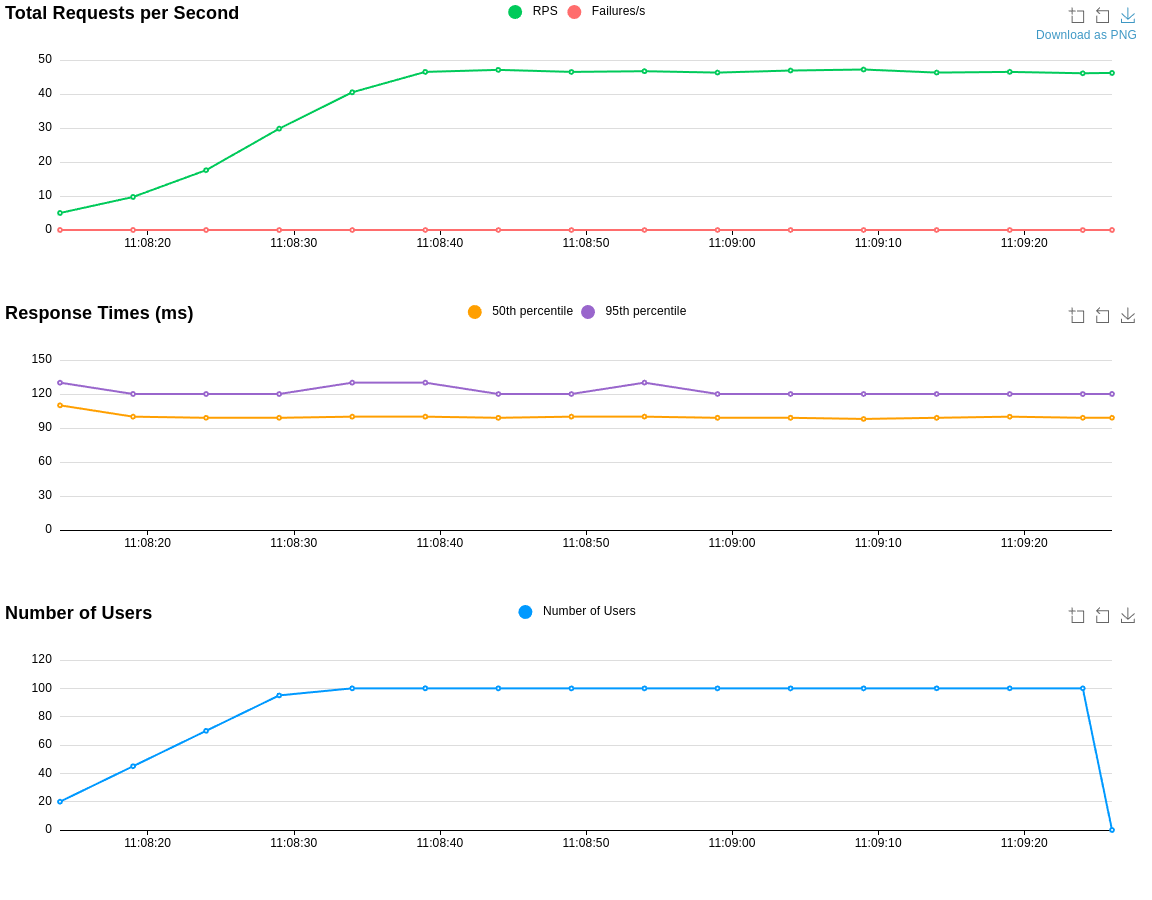 Total Requests per Second
RPS Failures/s
Download as PNG
50
40
30
20
10
0
11:08:20 11:08:30 11:08:40 11:08:50 11:09:00 11:09:10 11:09:20
Response Times (ms)
50th percentile 95th percentile
150
120
90
60
30
0
11:08:20 11:08:30 11:08:40 11:08:50 11:09:00 11:09:10 11:09:20
Number of Users
Number of Users
120
100
80
60
40
20
0
11:08:20 11:08:30 11:08:40 11:08:50 11:09:00 11:09:10 11:09:20